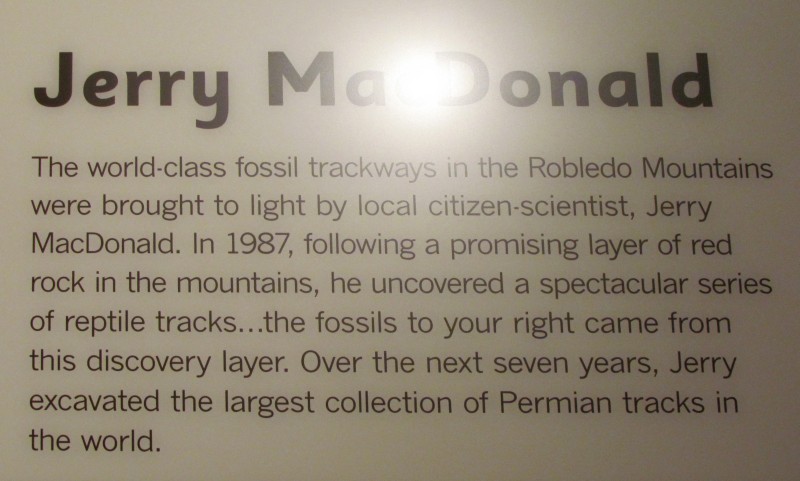 Jerry MacDonald
The world-class fossil trackways in the Robledo Mountains
were brought to light by local citizen-scientist, Jerry
MacDonald. In 1987, following a promising layer of red
rock in the mountains, he uncovered a spectacular series
of reptile tracks...the fossils to your right came from
this discovery layer. Over the next seven years, Jerry
excavated the largest collection of Permian tracks in
the world.